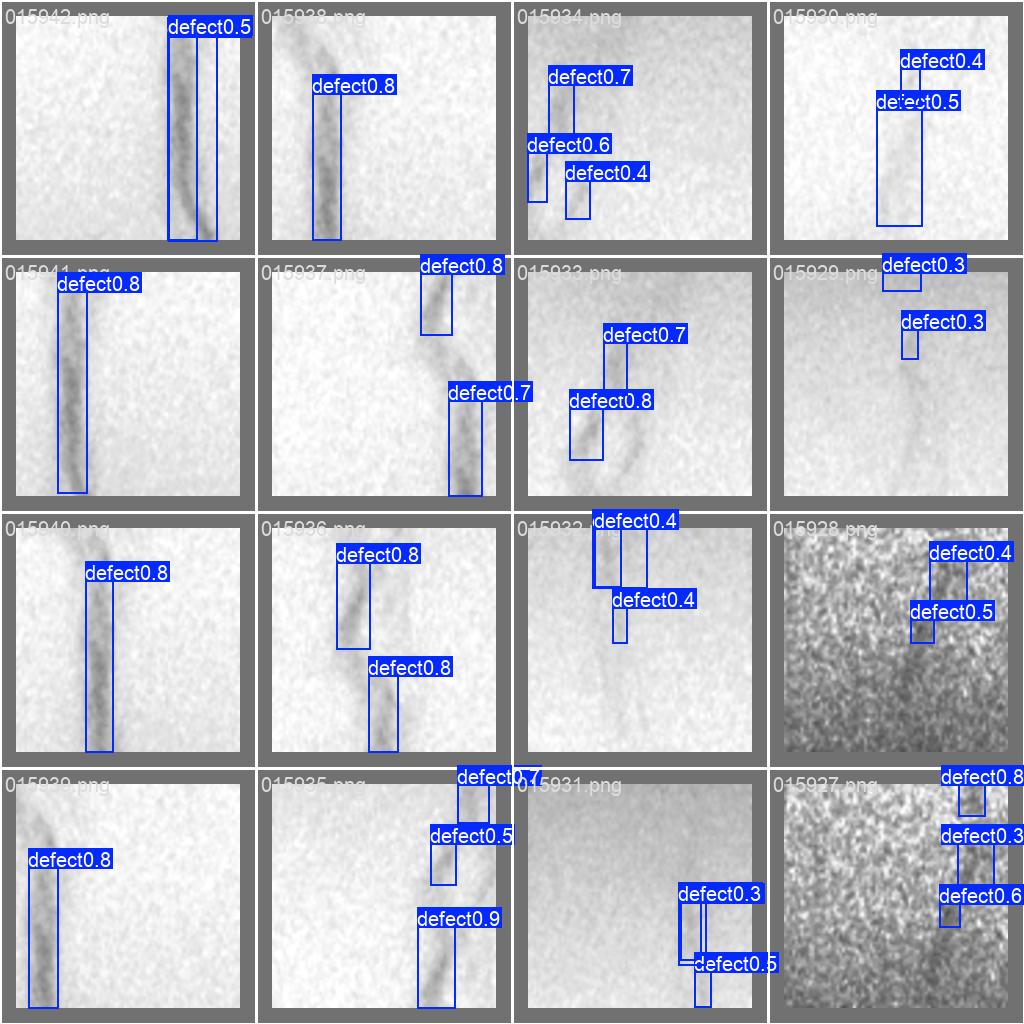 015942.png
defect0.5
015938.png
defect0.8
015934.png
defect0.7
defect0.6
defect0.4
015930.png
defect0.4
defect0.5
015941.png
defect0.8
015937.png
defect0.8
defect0.7
015933.png
defect0.7
defect0.8
015929.png
defect0.3
defect0.3
015940.png
defect0.8
015936.png
defect0.8
defect0.8
015932.png
defect0.4
defect0.4
015928.png
defect0.4
defect0.5
015939.png
defect0.8
015935.png
defect0.7
defect0.5
defect0.9
015931.png
defect0.3
defect0.5
015927.png
defect0.8
defect0.3
defect0.6